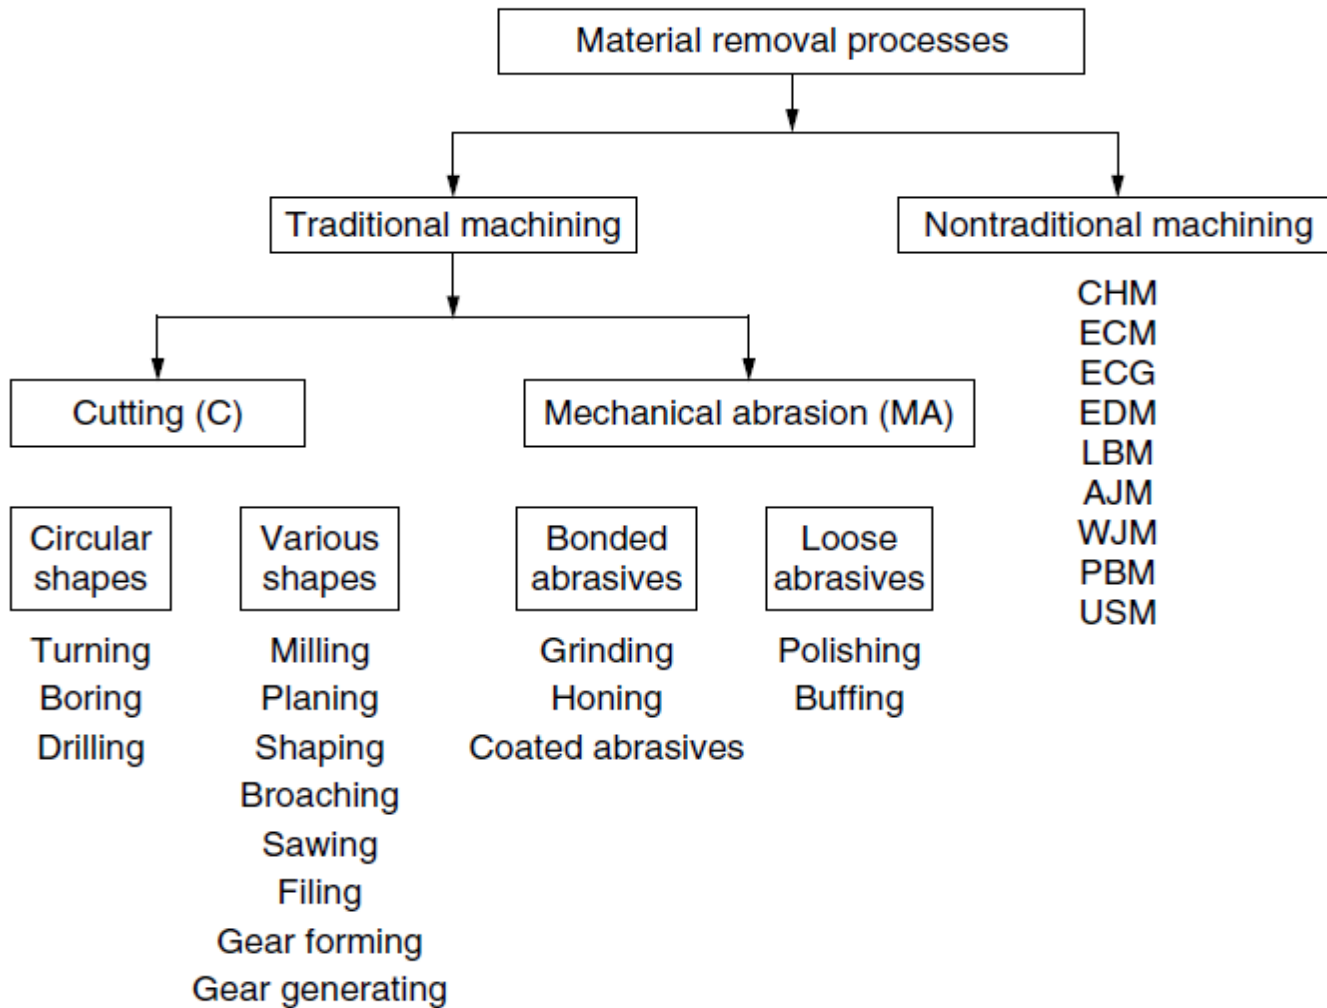 Material removal processes
Traditional machining
Nontraditional machining
CHM
ECM
ECG
EDM
LBM
AJM
WJM
PBM
USM
Cutting (C)
Mechanical abrasion (MA)
Circular
shapes
Turning
Boring
Drilling
Various
shapes
Milling
Planing
Shaping
Broaching
Sawing
Filing
Gear forming
Gear generating
Bonded
abrasives
Grinding
Honing
Coated abrasives
Loose
abrasives
Polishing
Buffing